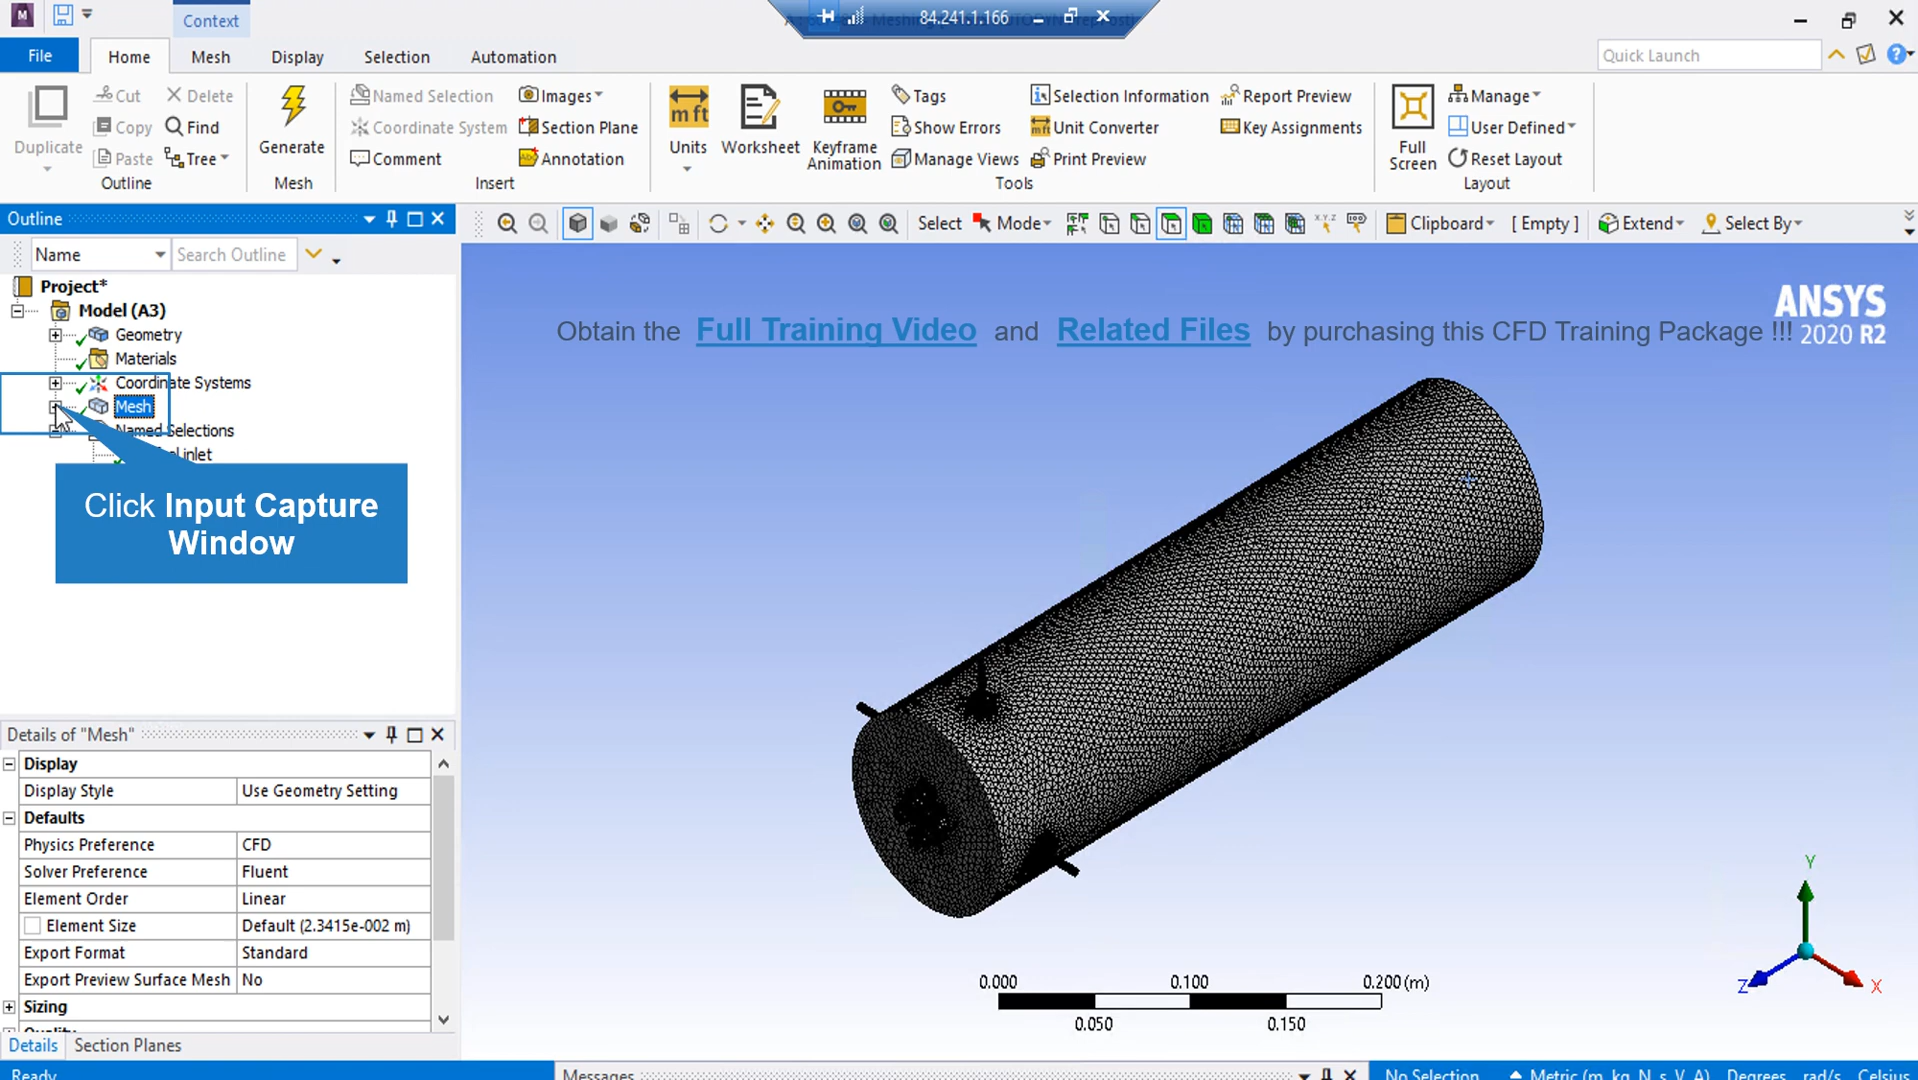 Context
84.241.1.166
File
Home
Mesh
Display
Selection
Automation
Quick Launch
Duplicate
Cut
Copy
Paste
Delete
Find
Tree
Outline
Generate
Mesh
Named Selection
Coordinate System
Comment
Images
Section Plane
Annotation
Insert
Units
Worksheet
Keyframe
Animation
Tags
Show Errors
Manage Views
Selection Information
Unit Converter
Print Preview
Report Preview
Key Assignments
Tools
Full
Screen
Manage
User Defined
Reset Layout
Layout
Outline
Name
Search Outline
Select
Mode
Clipboard
[ Empty ]
Extend
Select By
Project*
Model (A3)
Geometry
Materials
Coordinate Systems
Mesh
Named Selections
inlet
Click Input Capture
Window
Obtain the Full Training Video and Related Files by purchasing this CFD Training Package !!!
ANSYS
2020 R2
Details of "Mesh"
Display
Display Style Use Geometry Setting
Defaults
Physics Preference CFD
Solver Preference Fluent
Element Order Linear
Element Size Default (2.3415e-002 m)
Export Format Standard
Export Preview Surface Mesh No
Sizing
Quality
Details
Section Planes
0.000 0.100 0.200 (m)
0.050 0.150
Y
Z
X
Ready
Messages
No Selection
Metric (m, kg, N, s, V, A) Degrees rad/s Celsius